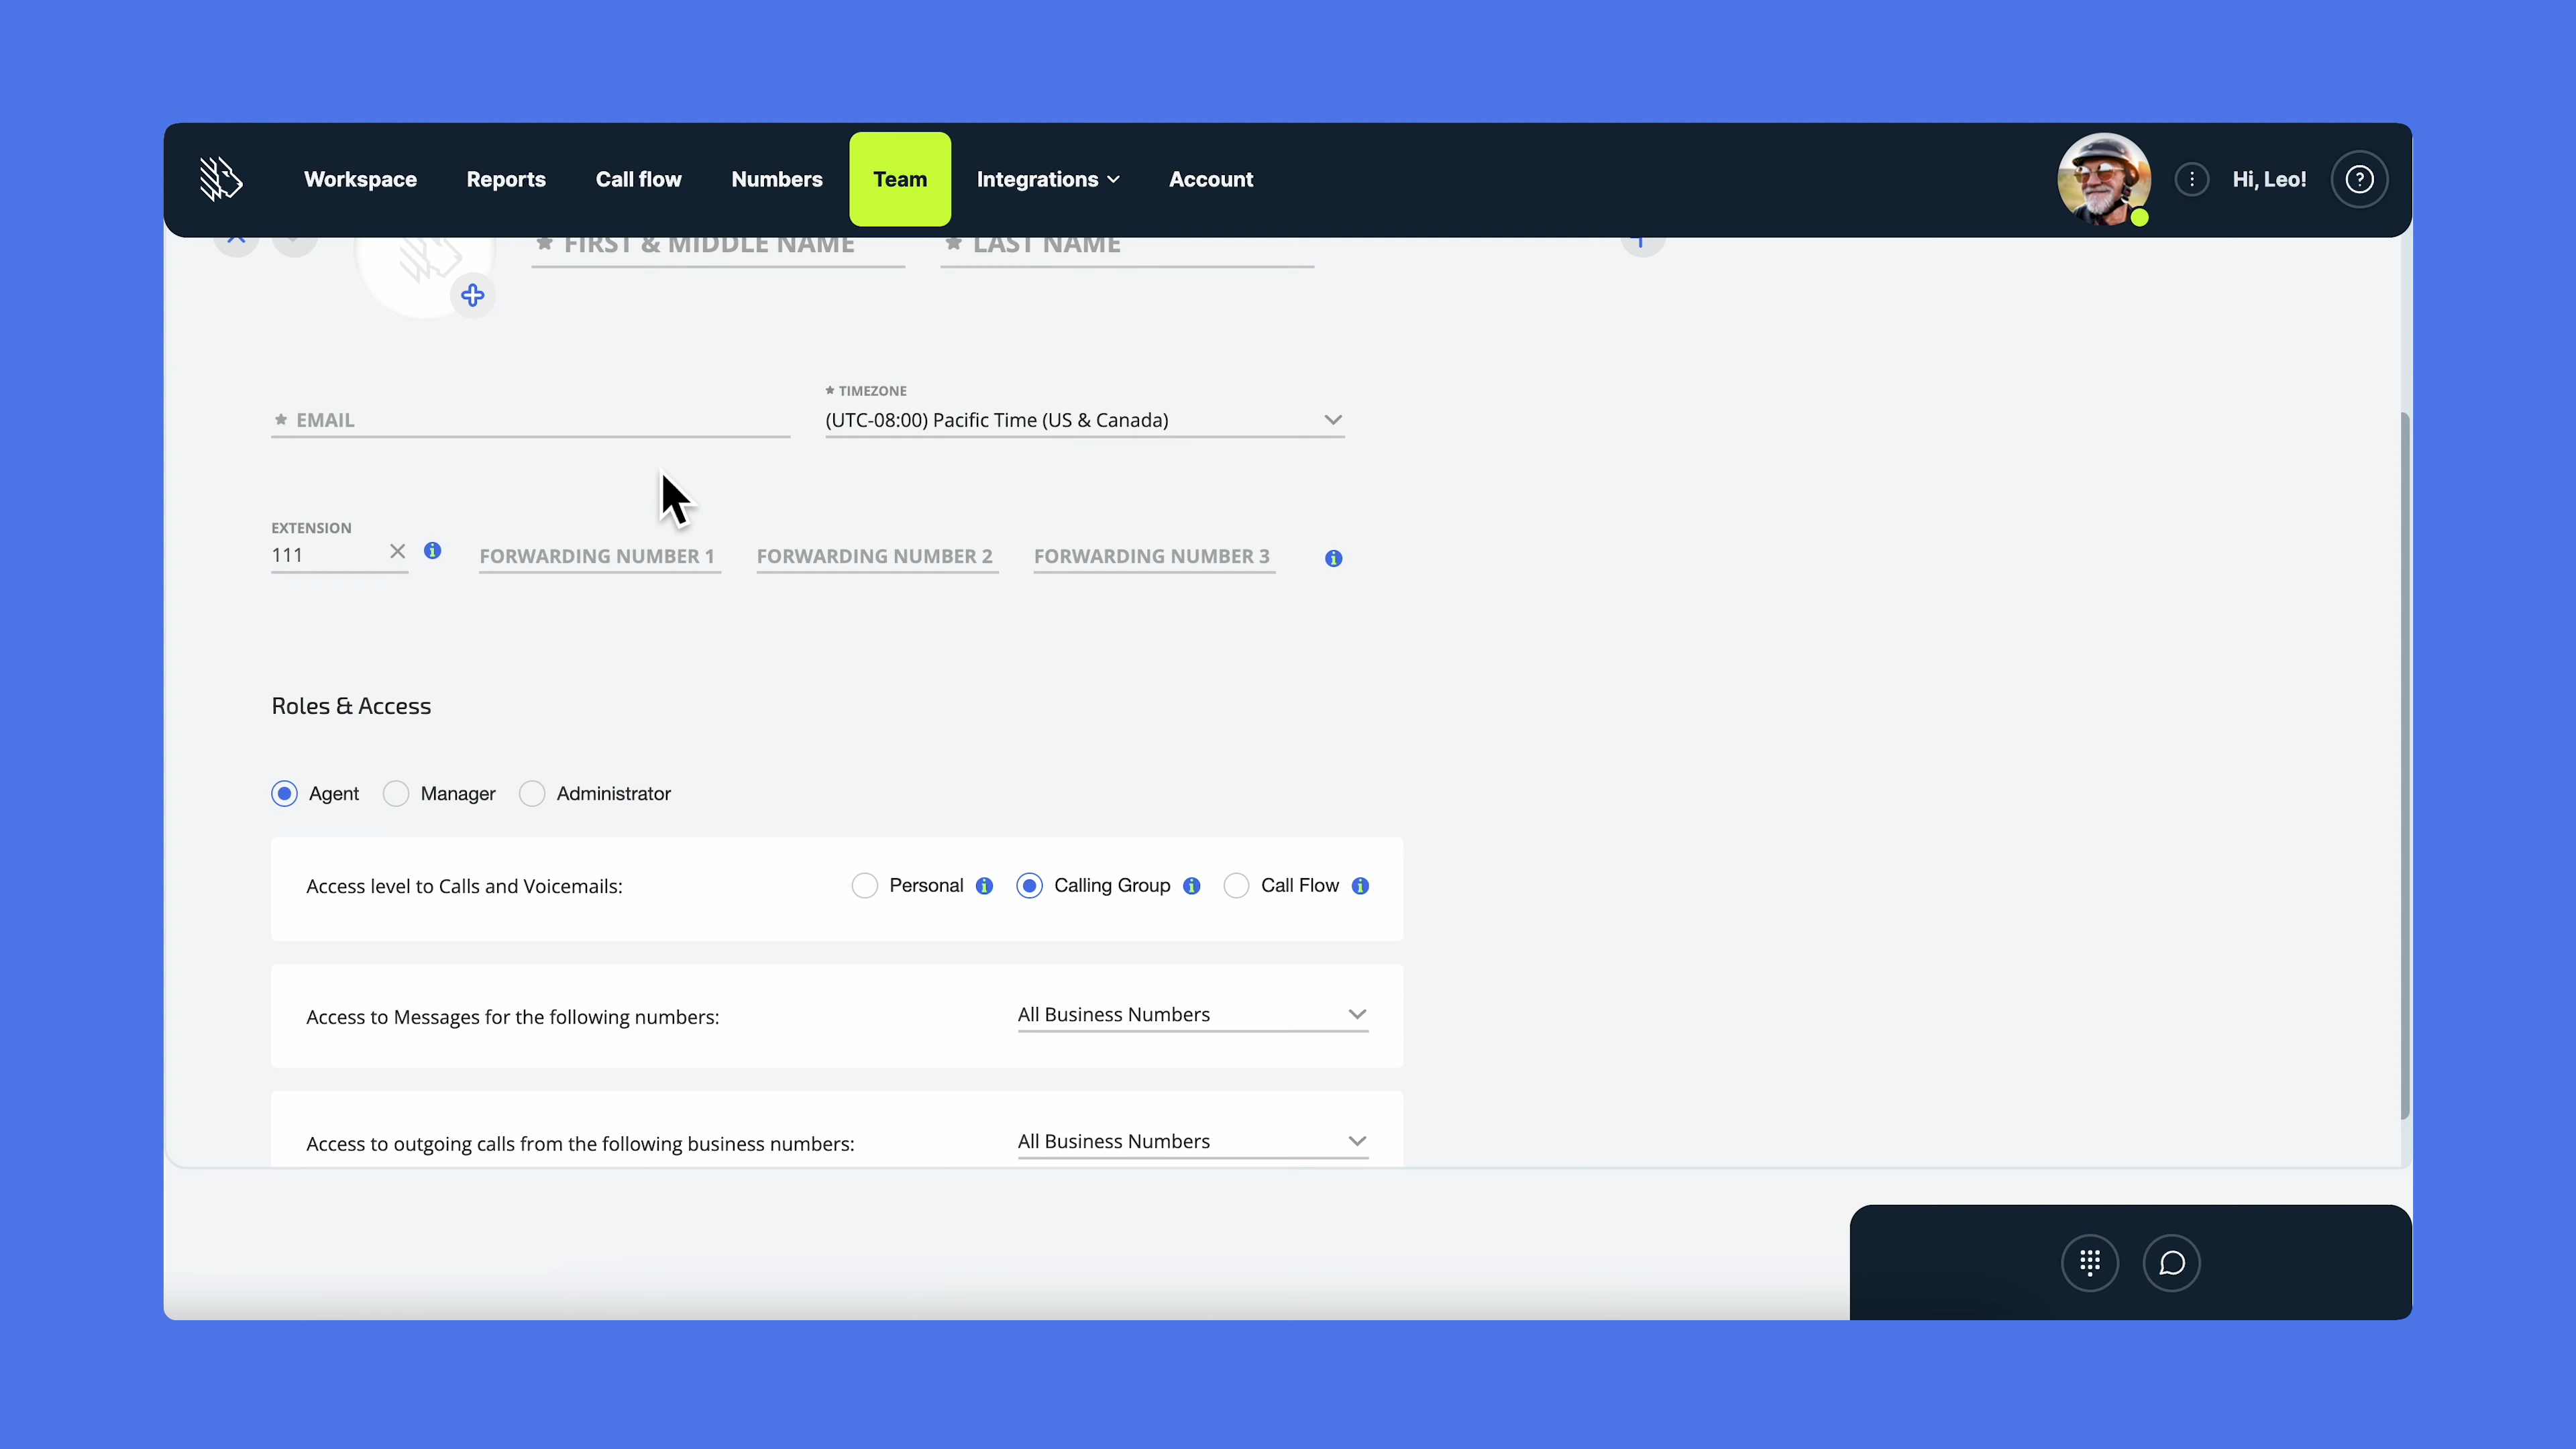 Workspace Reports Call flow Numbers Team Integrations Account Hi, Leo!
* FIRST & MIDDLE NAME * LAST NAME
* TIMEZONE
* EMAIL (UTC-08:00) Pacific Time (US & Canada)
EXTENSION
111 FORWARDING NUMBER 1 FORWARDING NUMBER 2 FORWARDING NUMBER 3
Roles & Access
Agent Manager Administrator
Access level to Calls and Voicemails: Personal Calling Group Call Flow
Access to Messages for the following numbers: All Business Numbers
Access to outgoing calls from the following business numbers: All Business Numbers